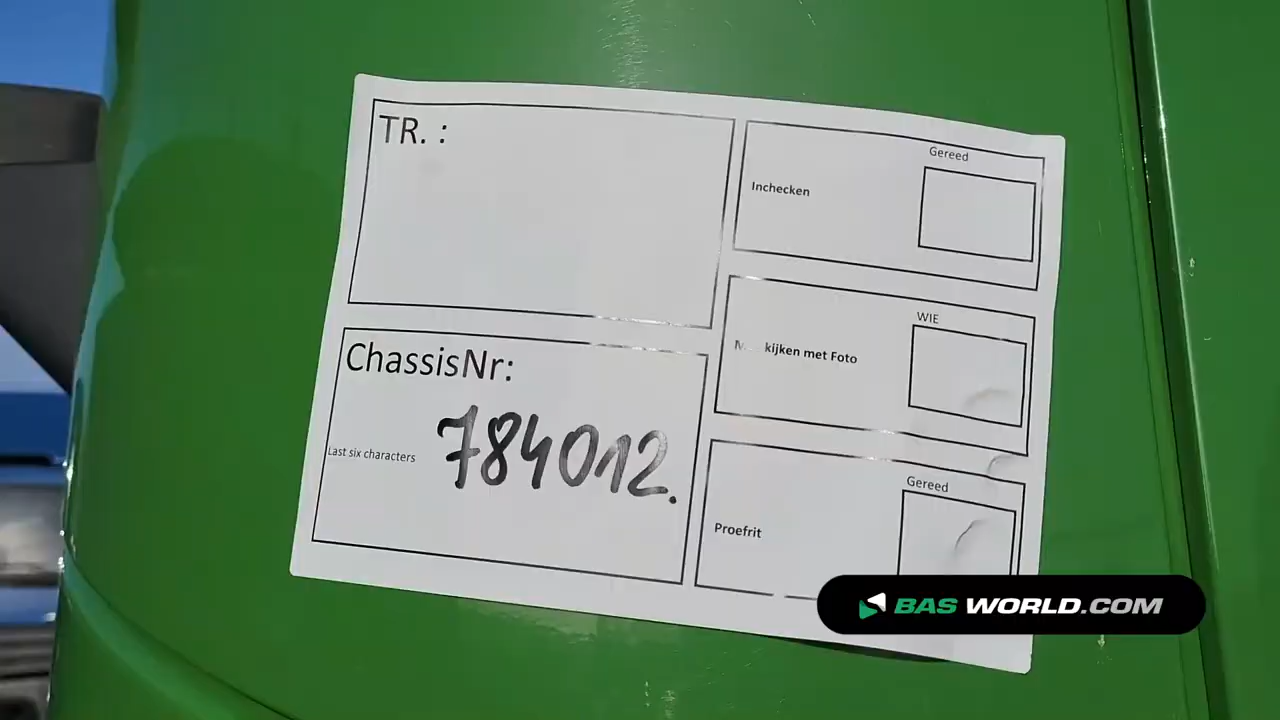 TR. :
ChassisNr:
Last six characters
784012.
Gereed
Inchecken
WIE
kijken met Foto
Gereed
Proefrit
BAS WORLD.COM